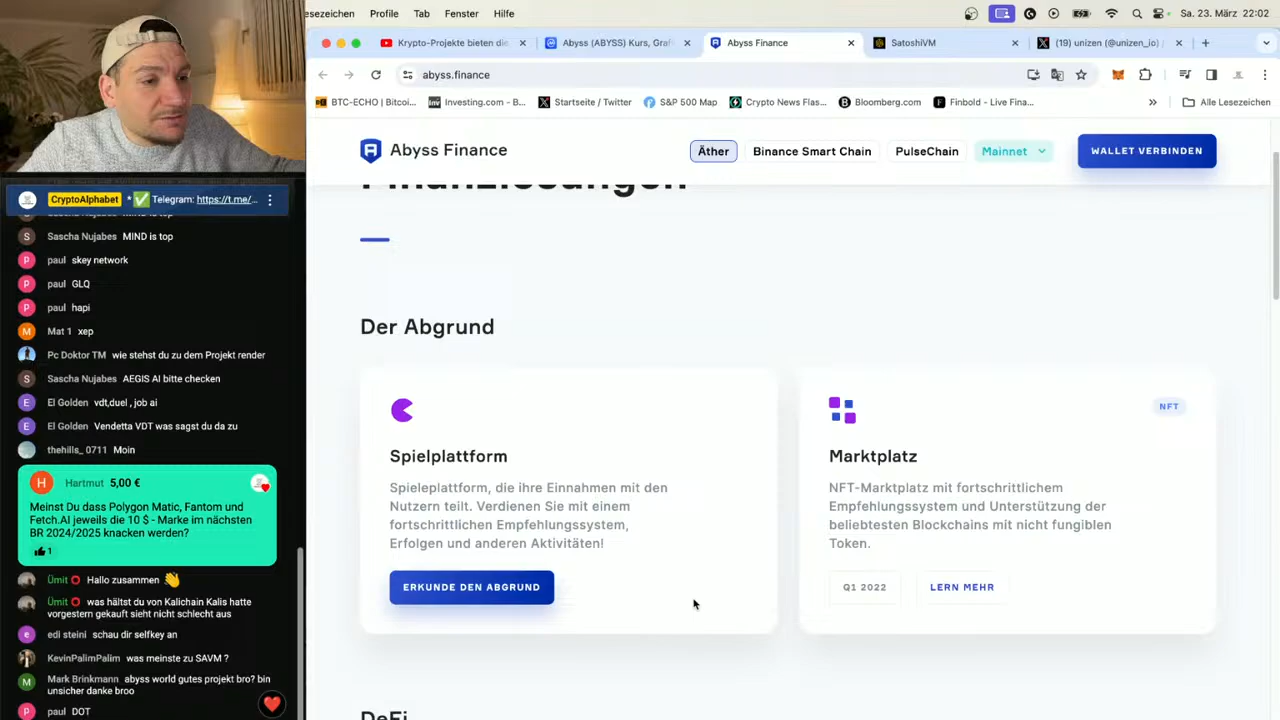 esezeichen Profile Tab Fenster Hilfe
Sa. 23. März 22:02
Krypto-Projekte bieten die
Abyss (ABYSS) Kurs, Graf
Abyss Finance
SatoshiVM
(19) unizen (@unizen_io) /
abyss.finance
BTC-ECHO | Bitcoi...
Investing.com - B...
Startseite / Twitter
S&P 500 Map
Crypto News Flas...
Bloomberg.com
Finbold - Live Fina...
Alle Lesezeichen
Abyss Finance
Äther
Binance Smart Chain
PulseChain
Mainnet
WALLET VERBINDEN
Finanzlösungen
Der Abgrund
Spielplattform
Spieleplattform, die ihre Einnahmen mit den
Nutzern teilt. Verdienen Sie mit einem
fortschrittlichen Empfehlungssystem,
Erfolgen und anderen Aktivitäten!
ERKUNDE DEN ABGRUND
NFT
Marktplatz
NFT-Marktplatz mit fortschrittlichem
Empfehlungssystem und Unterstützung der
beliebtesten Blockchains mit nicht fungiblen
Token.
Q1 2022
LERN MEHR
DeFi
CryptoAlphabet * Telegram: https://t.me/...
Sascha Nujabes MIND is top
paul skey network
paul GLQ
paul hapi
Mat 1 xep
Pc Doktor TM wie stehst du zu dem Projekt render
Sascha Nujabes AEGIS AI bitte checken
El Golden vdt,duel , job ai
El Golden Vendetta VDT was sagst du da zu
thehills_ 0711 Moin
Hartmut 5,00 €
Meinst Du dass Polygon Matic, Fantom und
Fetch.AI jeweils die 10 $ - Marke im nächsten
BR 2024/2025 knacken werden?
1
Ümit Hallo zusammen
Ümit was hältst du von Kalichain Kalis hatte
vorgestern gekauft sieht nicht schlecht aus
edi steini schau dir selfkey an
KevinPalimPalim was meinste zu SAVM ?
Mark Brinkmann abyss world gutes projekt bro? bin
unsicher danke broo
paul DOT